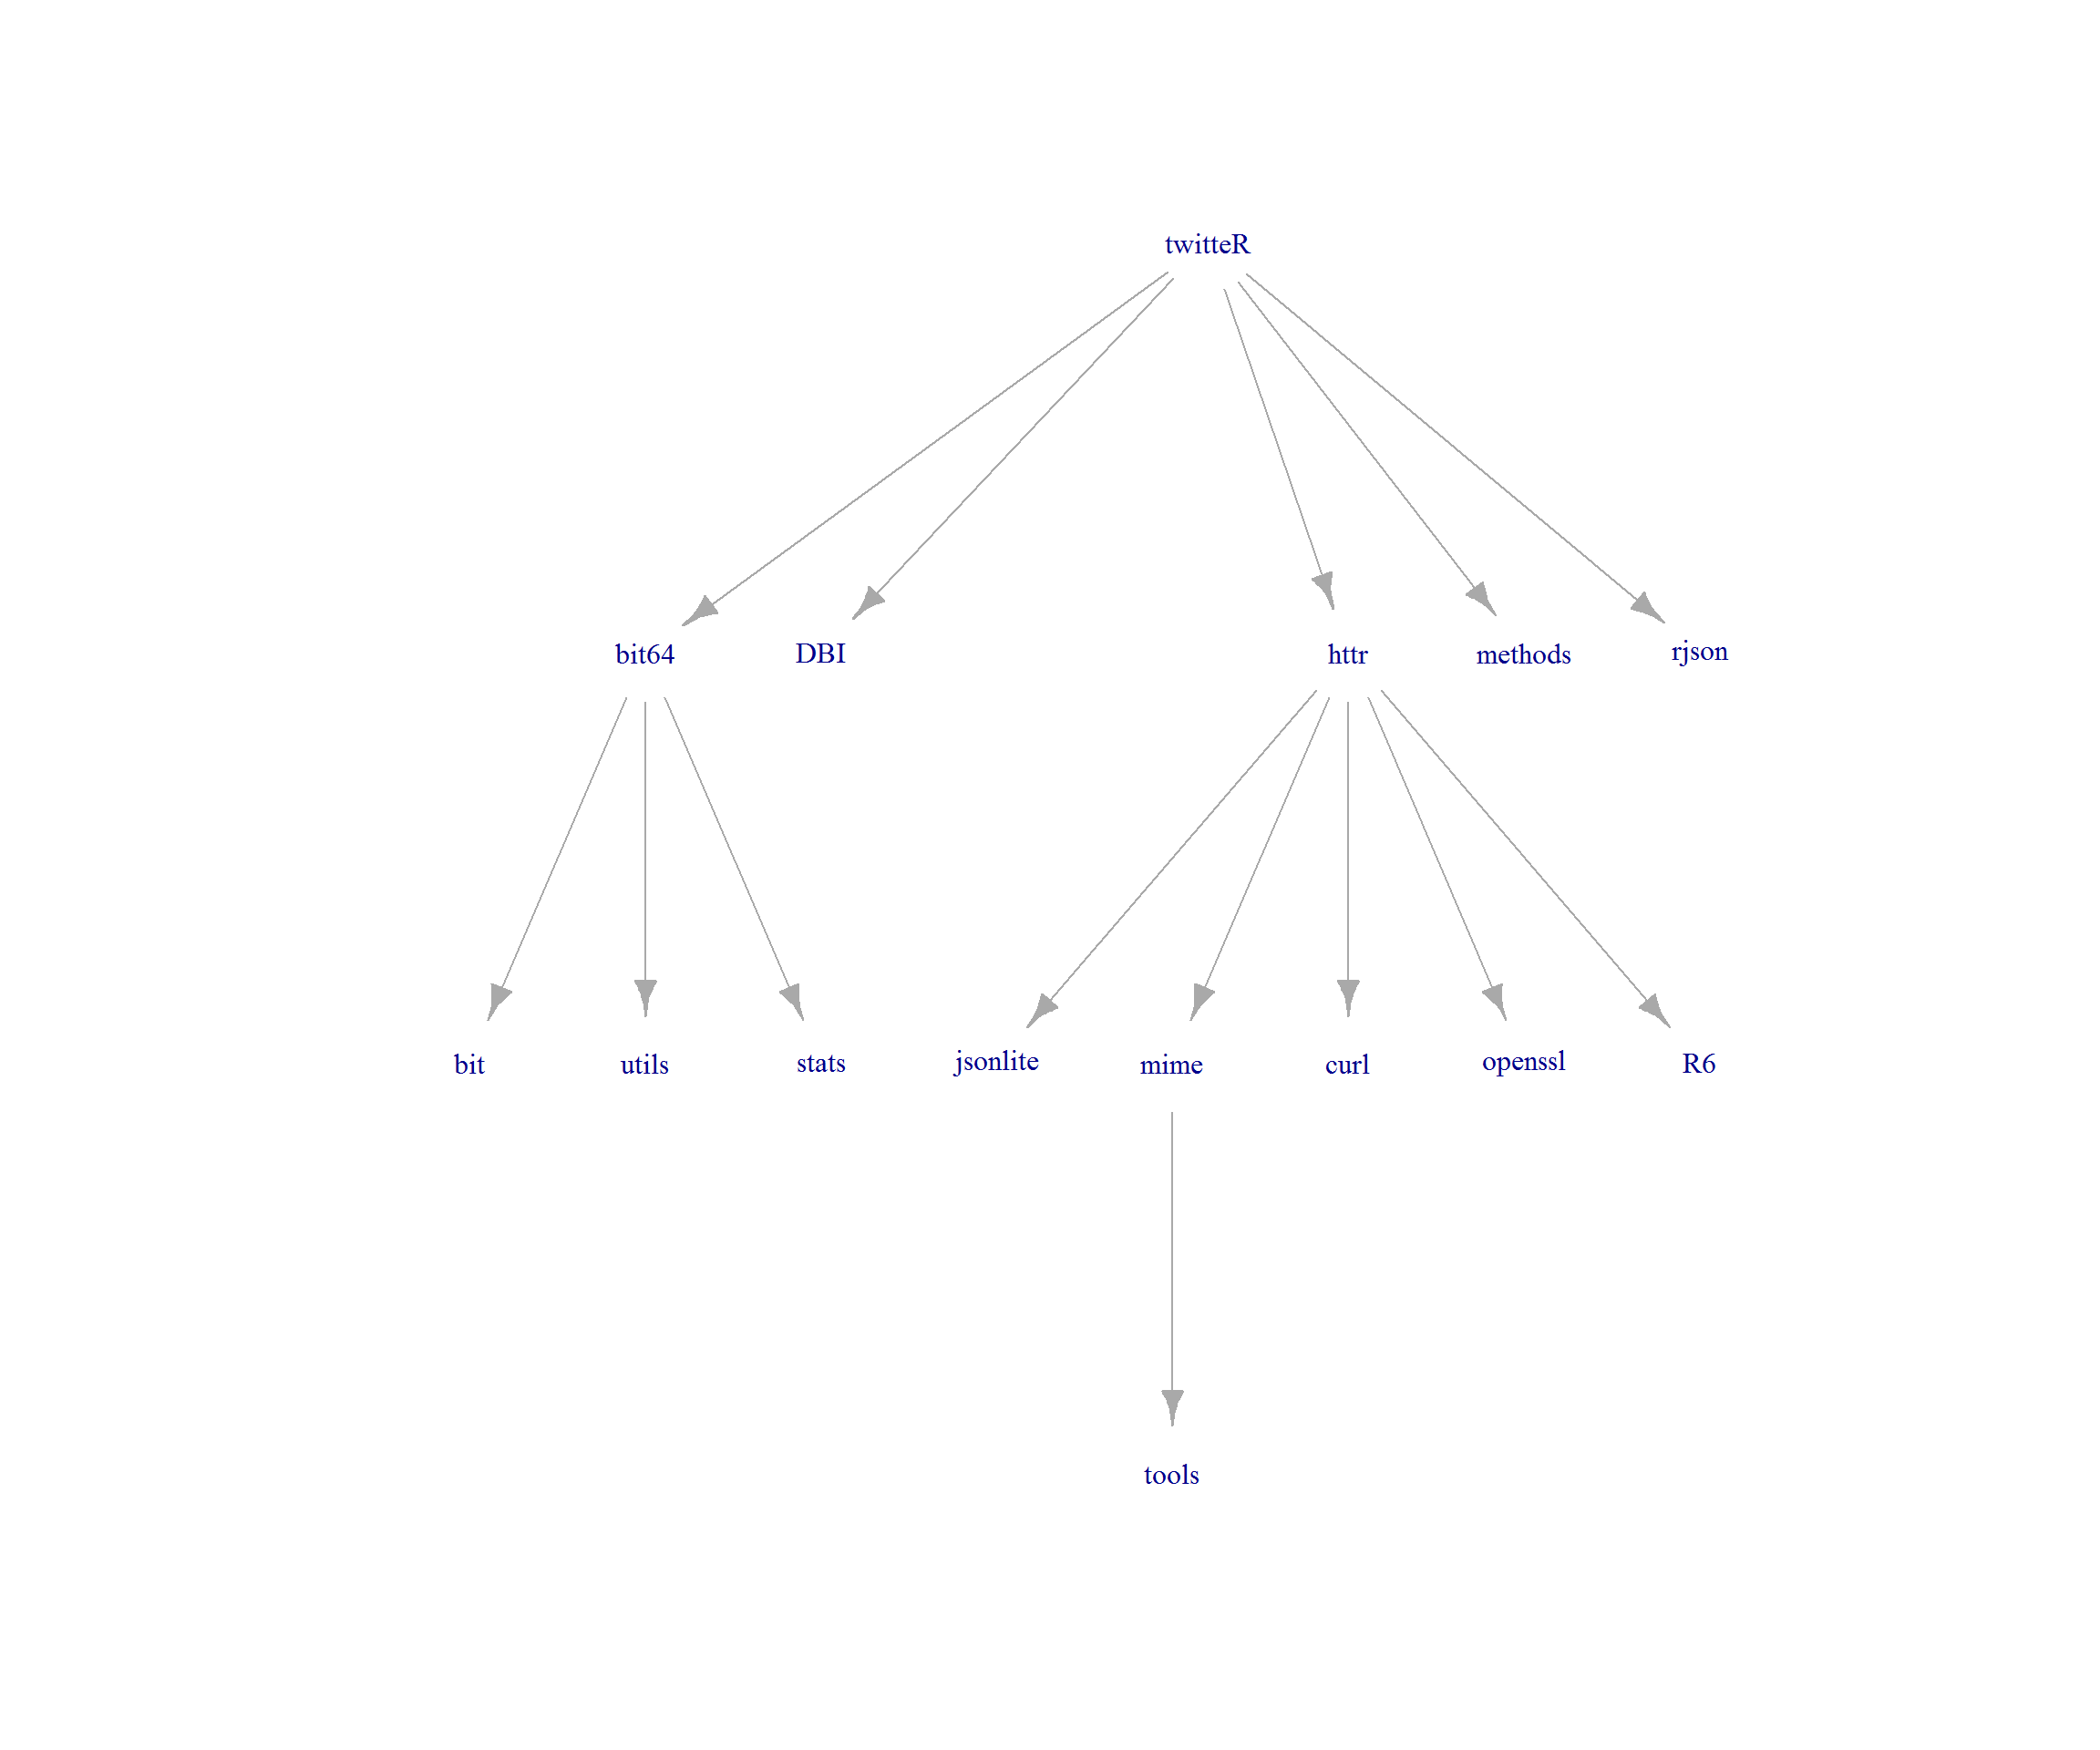 twitteR
bit64 DBI httr methods rjson
bit utils stats jsonlite mime curl openssl R6
tools